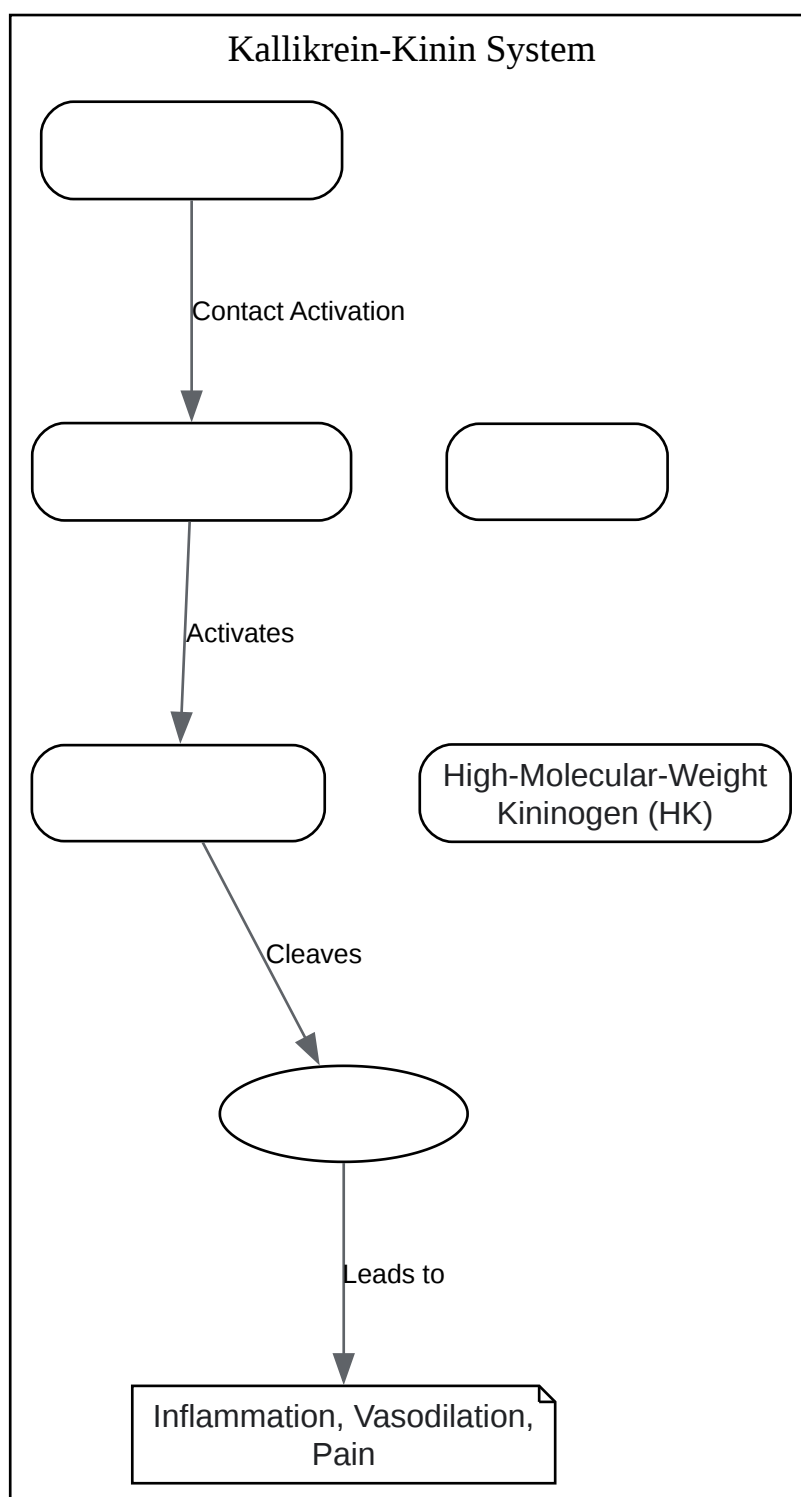 Kallikrein-Kinin System
Contact Activation
Activates
High-Molecular-Weight
Kininogen (HK)
Cleaves
Leads to
Inflammation, Vasodilation,
Pain